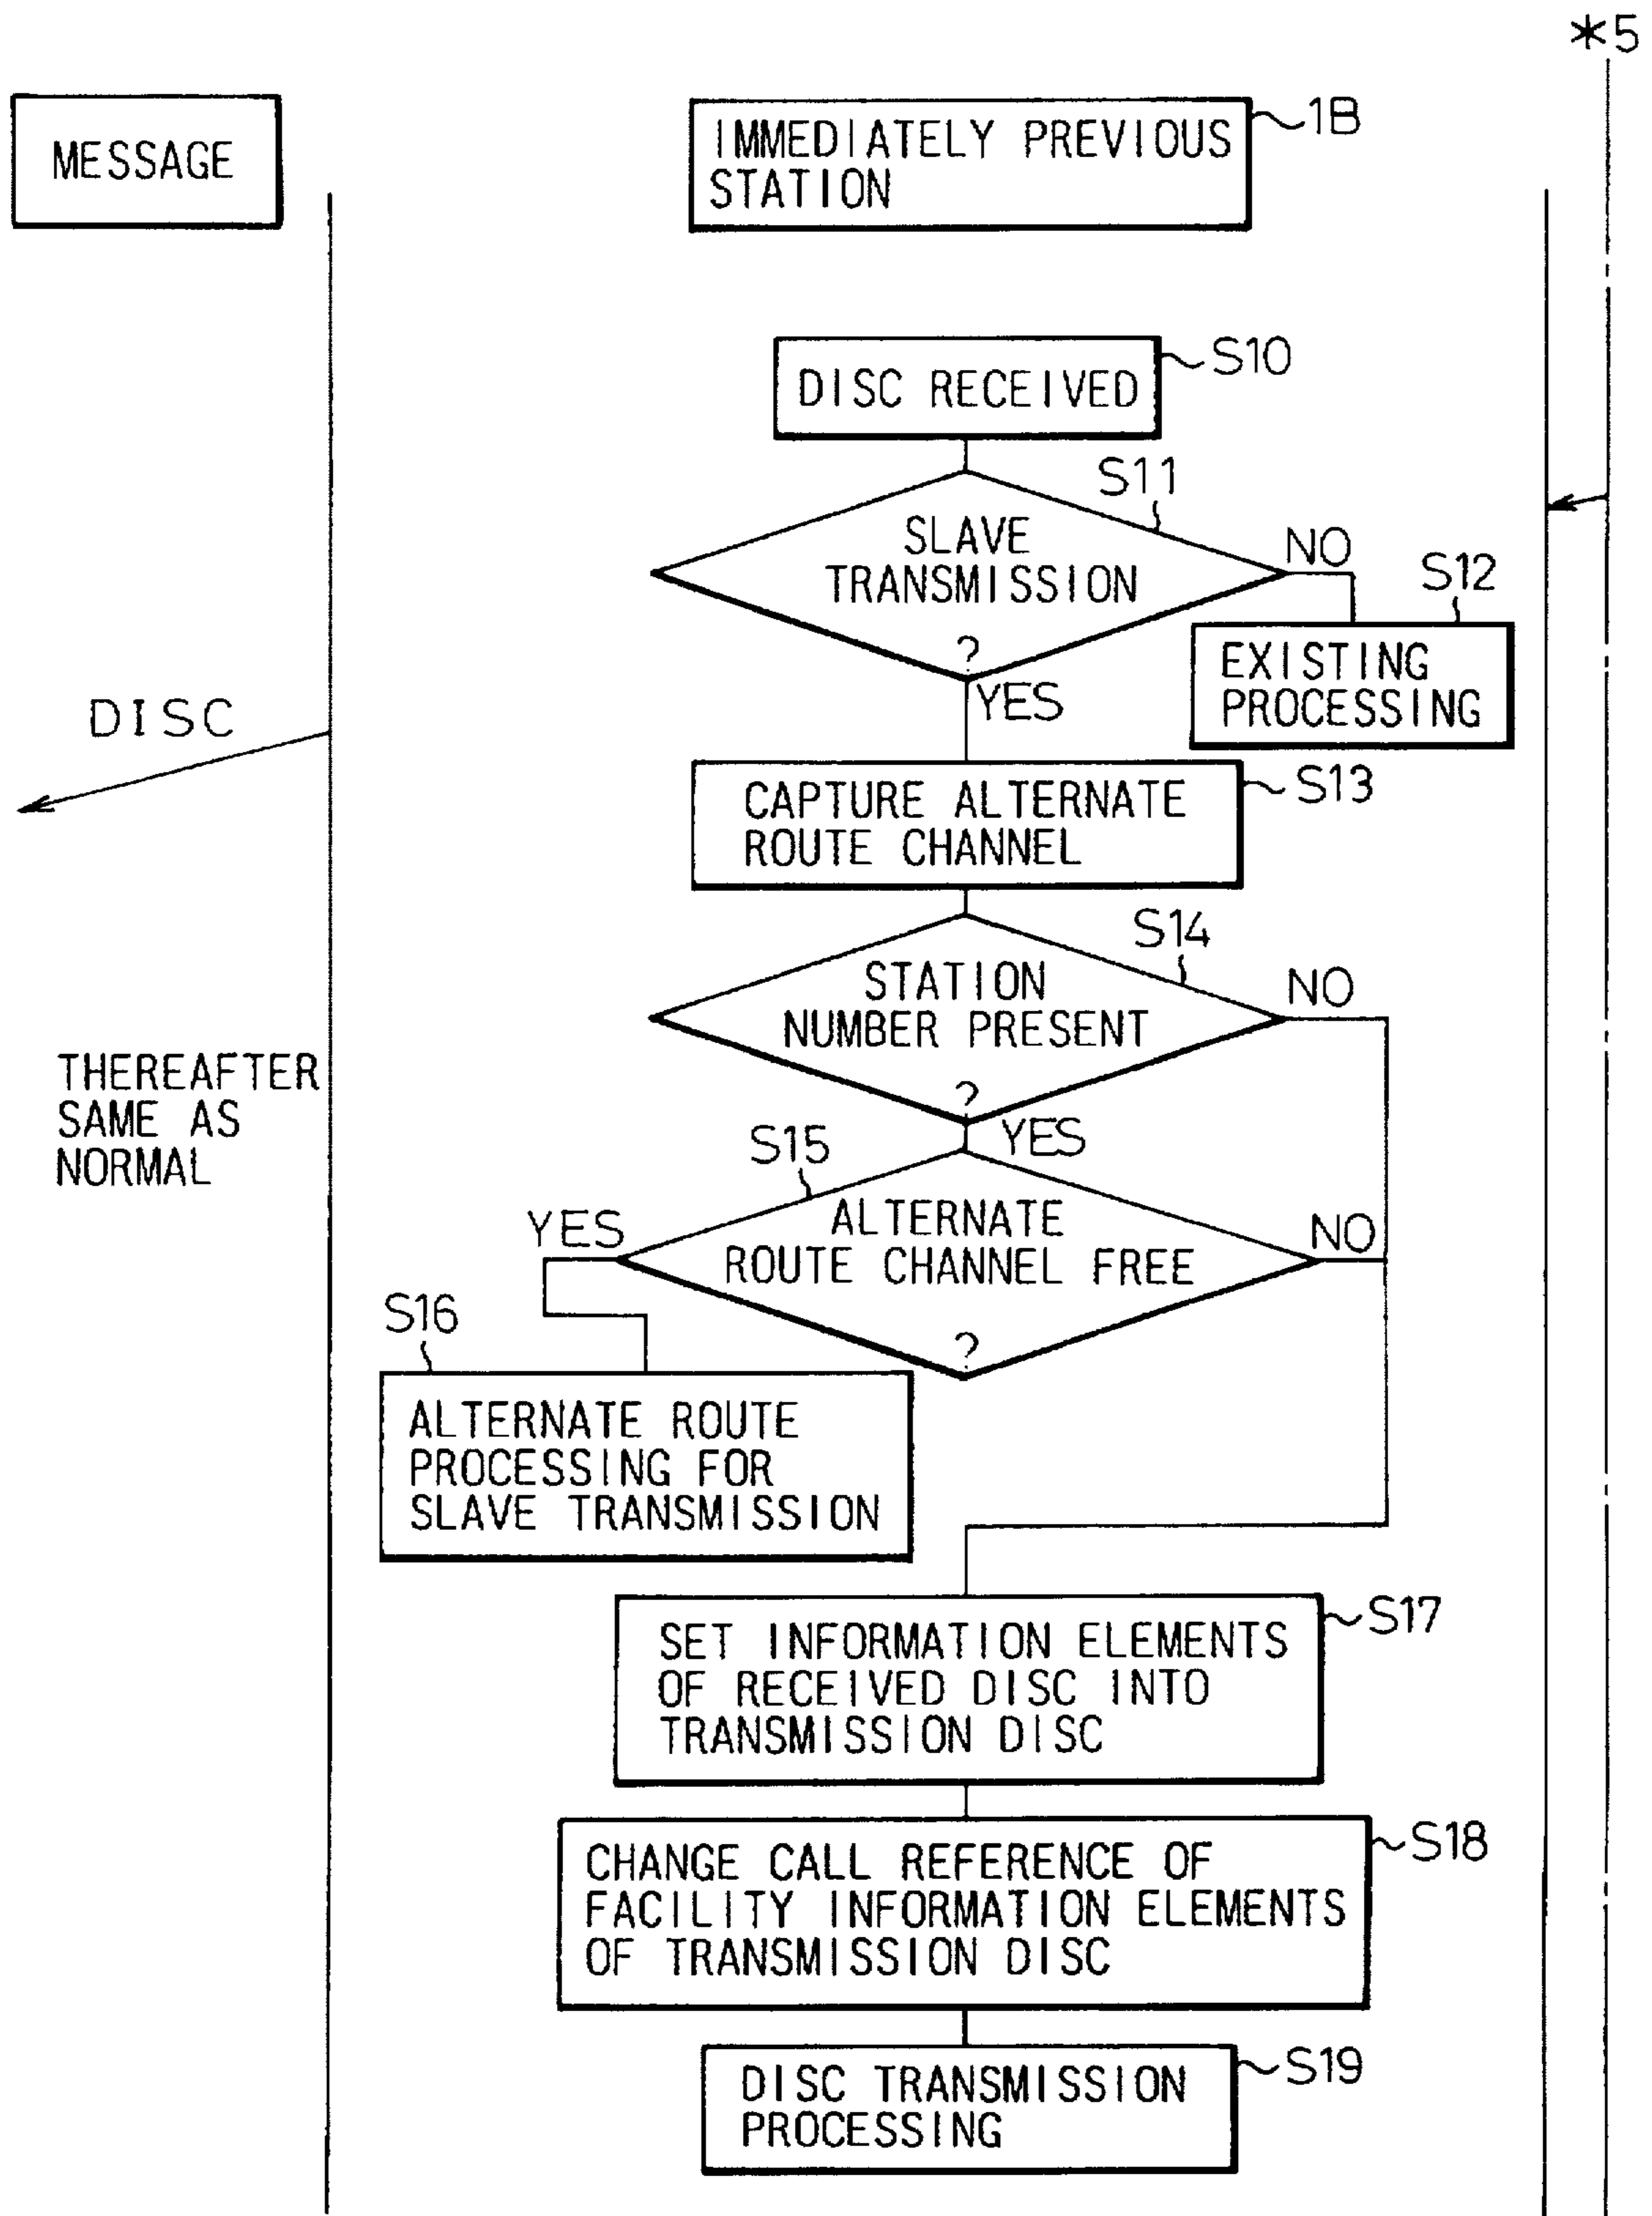 *5
MESSAGE
IMMEDIATELY PREVIOUS
STATION
1B
DISC RECEIVED
S10
S11
SLAVE
TRANSMISSION
?
NO
S12
EXISTING
PROCESSING
YES
DISC
CAPTURE ALTERNATE
ROUTE CHANNEL
S13
S14
STATION
NUMBER PRESENT
?
NO
YES
THEREAFTER
SAME AS
NORMAL
S15
ALTERNATE
ROUTE CHANNEL FREE
?
YES
NO
S16
ALTERNATE ROUTE
PROCESSING FOR
SLAVE TRANSMISSION
SET INFORMATION ELEMENTS
OF RECEIVED DISC INTO
TRANSMISSION DISC
S17
CHANGE CALL REFERENCE OF
FACILITY INFORMATION ELEMENTS
OF TRANSMISSION DISC
S18
DISC TRANSMISSION
PROCESSING
S19